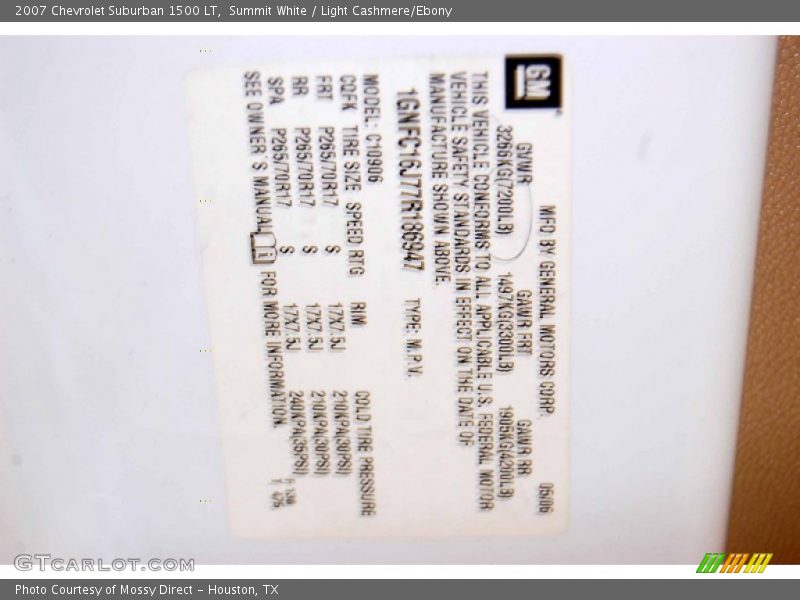 2007 Chevrolet Suburban 1500 LT, Summit White / Light Cashmere/Ebony
GM
MFD BY GENERAL MOTORS CORP. 05/06
GVWR GAWR FRT GAWR RR
3266KG(7200LB) 1497KG(3300LB) 1905KG(4200LB)
THIS VEHICLE CONFORMS TO ALL APPLICABLE U.S. FEDERAL MOTOR
VEHICLE SAFETY STANDARDS IN EFFECT ON THE DATE OF
MANUFACTURE SHOWN ABOVE.
1GNFC16J77R186947 TYPE: M.P.V.
MODEL: C10906
CQFK TIRE SIZE SPEED RTG RIM COLD TIRE PRESSURE
FRT P265/70R17 S 17X7.5J 210KPA(30PSI)
RR P265/70R17 S 17X7.5J 210KPA(30PSI)
SPA P265/70R17 S 17X7.5J 240KPA(35PSI)
SEE OWNER'S MANUAL FOR MORE INFORMATION
GTCARLOT.COM
Photo Courtesy of Mossy Direct – Houston, TX